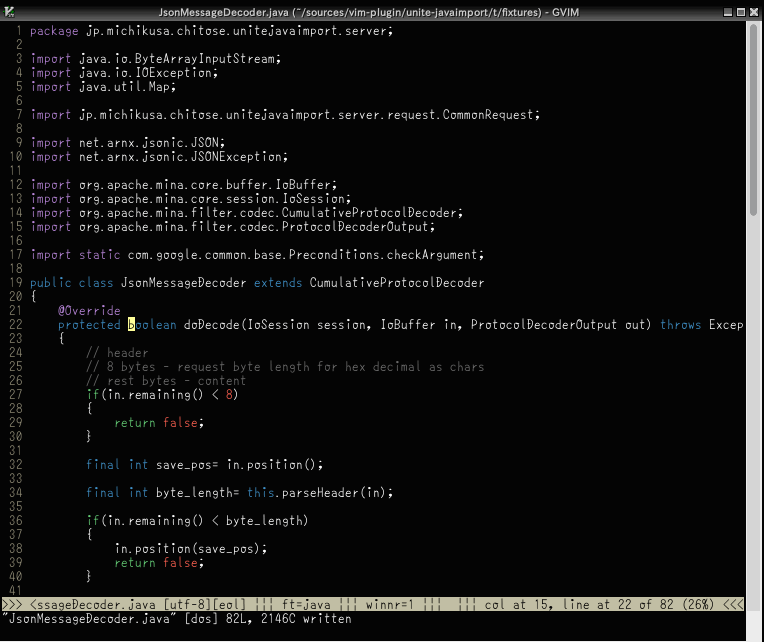 JsonMessageDecoder.java (~/sources/vim-plugin/unite-javaimport/t/fixtures) - GVIM
1 package jp.michikusa.chitose.unitejavaimport.server;
2
3 import java.io.ByteArrayInputStream;
4 import java.io.IOException;
5 import java.util.Map;
6
7 import jp.michikusa.chitose.unitejavaimport.server.request.CommonRequest;
8
9 import net.arnx.jsonic.JSON;
10 import net.arnx.jsonic.JSONException;
11
12 import org.apache.mina.core.buffer.IoBuffer;
13 import org.apache.mina.core.session.IoSession;
14 import org.apache.mina.filter.codec.CumulativeProtocolDecoder;
15 import org.apache.mina.filter.codec.ProtocolDecoderOutput;
16
17 import static com.google.common.base.Preconditions.checkArgument;
18
19 public class JsonMessageDecoder extends CumulativeProtocolDecoder
20 {
21     @Override
22     protected boolean doDecode(IoSession session, IoBuffer in, ProtocolDecoderOutput out) throws Excep
23     {
24         // header
25         // 8 bytes - request byte length for hex decimal as chars
26         // rest bytes - content
27         if(in.remaining() < 8)
28         {
29             return false;
30         }
31
32         final int save_pos= in.position();
33
34         final int byte_length= this.parseHeader(in);
35
36         if(in.remaining() < byte_length)
37         {
38             in.position(save_pos);
39             return false;
40         }
41
>>> <ssageDecoder.java [utf-8][eol] ¦¦¦ ft=java ¦¦¦ winnr=1 ¦¦¦  ¦¦¦ col at 15, line at 22 of 82 (26%) <<<
"JsonMessageDecoder.java" [dos] 82L, 2146C written